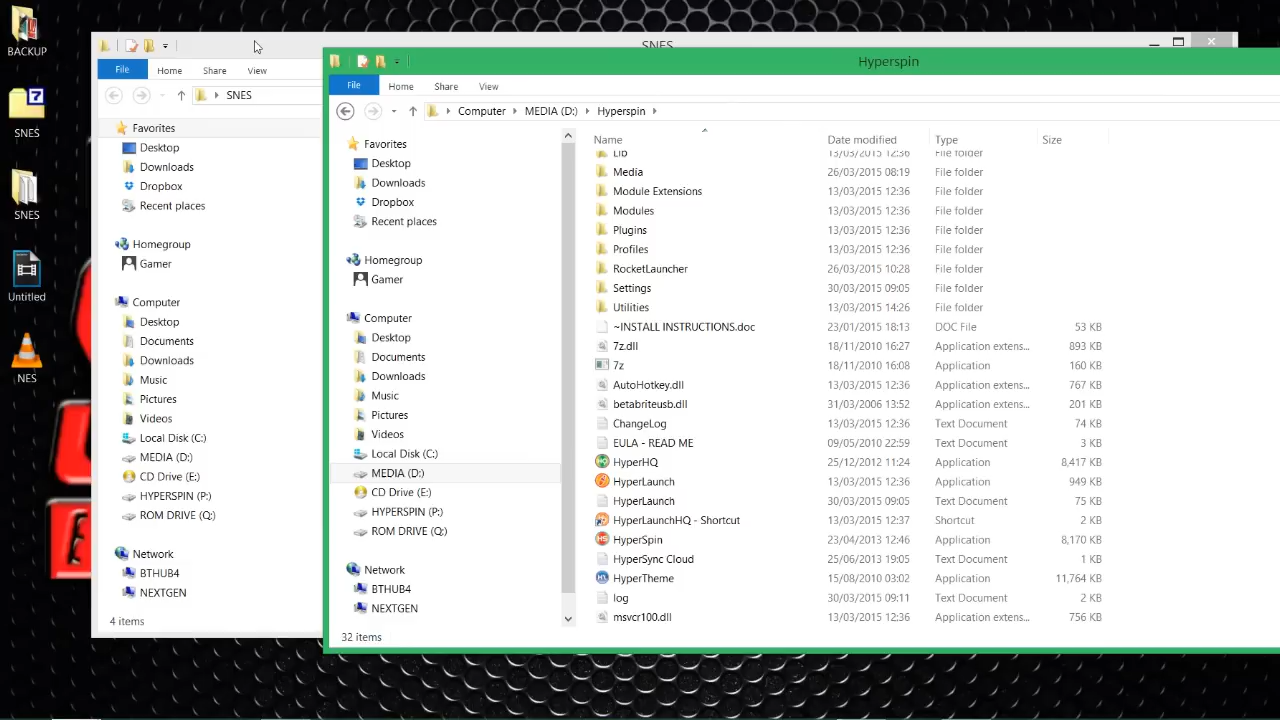 BACKUP
SNES
SNES
Untitled
NES
SNES
File Home Share View
SNES
Favorites
Desktop
Downloads
Dropbox
Recent places
Homegroup
Gamer
Computer
Desktop
Documents
Downloads
Music
Pictures
Videos
Local Disk (C:)
MEDIA (D:)
CD Drive (E:)
HYPERSPIN (P:)
ROM DRIVE (Q:)
Network
BTHUB4
NEXTGEN
4 items
Hyperspin
File Home Share View
Computer MEDIA (D:) Hyperspin
Favorites
Desktop
Downloads
Dropbox
Recent places
Homegroup
Gamer
Computer
Desktop
Documents
Downloads
Music
Pictures
Videos
Local Disk (C:)
MEDIA (D:)
CD Drive (E:)
HYPERSPIN (P:)
ROM DRIVE (Q:)
Network
BTHUB4
NEXTGEN
Name Date modified Type Size
Lib 13/03/2015 12:36 File folder
Media 26/03/2015 08:19 File folder
Module Extensions 13/03/2015 12:36 File folder
Modules 13/03/2015 12:36 File folder
Plugins 13/03/2015 12:36 File folder
Profiles 13/03/2015 12:36 File folder
RocketLauncher 26/03/2015 10:28 File folder
Settings 30/03/2015 09:05 File folder
Utilities 13/03/2015 14:26 File folder
~INSTALL INSTRUCTIONS.doc 23/01/2015 18:13 DOC File 53 KB
7z.dll 18/11/2010 16:27 Application extens... 893 KB
7z 18/11/2010 16:08 Application 160 KB
AutoHotkey.dll 13/03/2015 12:36 Application extens... 767 KB
betabriteusb.dll 31/03/2006 13:52 Application extens... 201 KB
ChangeLog 13/03/2015 12:36 Text Document 74 KB
EULA - READ ME 09/05/2010 22:59 Text Document 3 KB
HyperHQ 25/12/2012 11:24 Application 8,417 KB
HyperLaunch 13/03/2015 12:36 Application 949 KB
HyperLaunch 30/03/2015 09:05 Text Document 75 KB
HyperLaunchHQ - Shortcut 13/03/2015 12:37 Shortcut 2 KB
HyperSpin 23/04/2013 12:46 Application 8,170 KB
HyperSync Cloud 25/06/2013 19:05 Text Document 1 KB
HyperTheme 15/08/2010 03:02 Application 11,764 KB
log 30/03/2015 09:11 Text Document 2 KB
msvcr100.dll 13/03/2015 12:36 Application extens... 756 KB
32 items